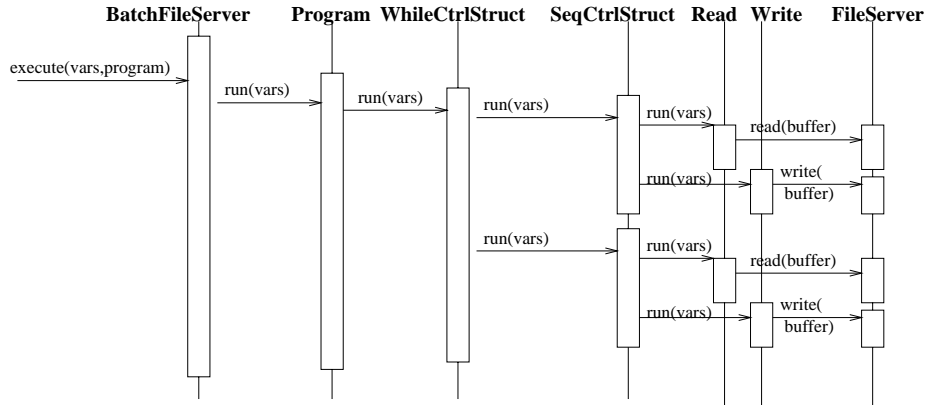 BatchFileServer Program WhileCtrlStruct SeqCtrlStruct Read Write FileServer
execute(vars,program)
run(vars)
run(vars)
run(vars)
run(vars)
read(buffer)
run(vars)
write(
buffer)
run(vars)
run(vars)
read(buffer)
run(vars)
write(
buffer)